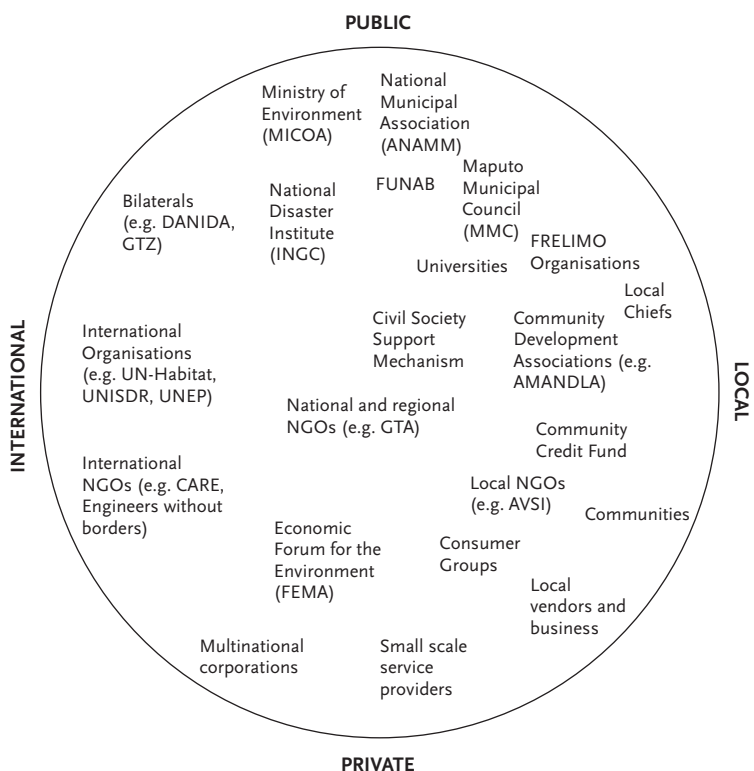 PUBLIC
Ministry of
Environment
(MICOA)
National
Municipal
Association
(ANAMM)
FUNAB
Maputo
Municipal
Council
(MMC)
Bilaterals
(e.g. DANIDA,
GTZ)
National
Disaster
Institute
(INGC)
Universities
FRELIMO
Organisations
Local
Chiefs
INTERNATIONAL
International
Organisations
(e.g. UN-Habitat,
UNISDR, UNEP)
Civil Society
Support
Mechanism
Community
Development
Associations (e.g.
AMANDLA)
LOCAL
National and regional
NGOs (e.g. GTA)
Community
Credit Fund
International
NGOs (e.g. CARE,
Engineers without
borders)
Local NGOs
(e.g. AVSI)
Communities
Economic
Forum for the
Environment
(FEMA)
Consumer
Groups
Local
vendors and
business
Multinational
corporations
Small scale
service
providers
PRIVATE